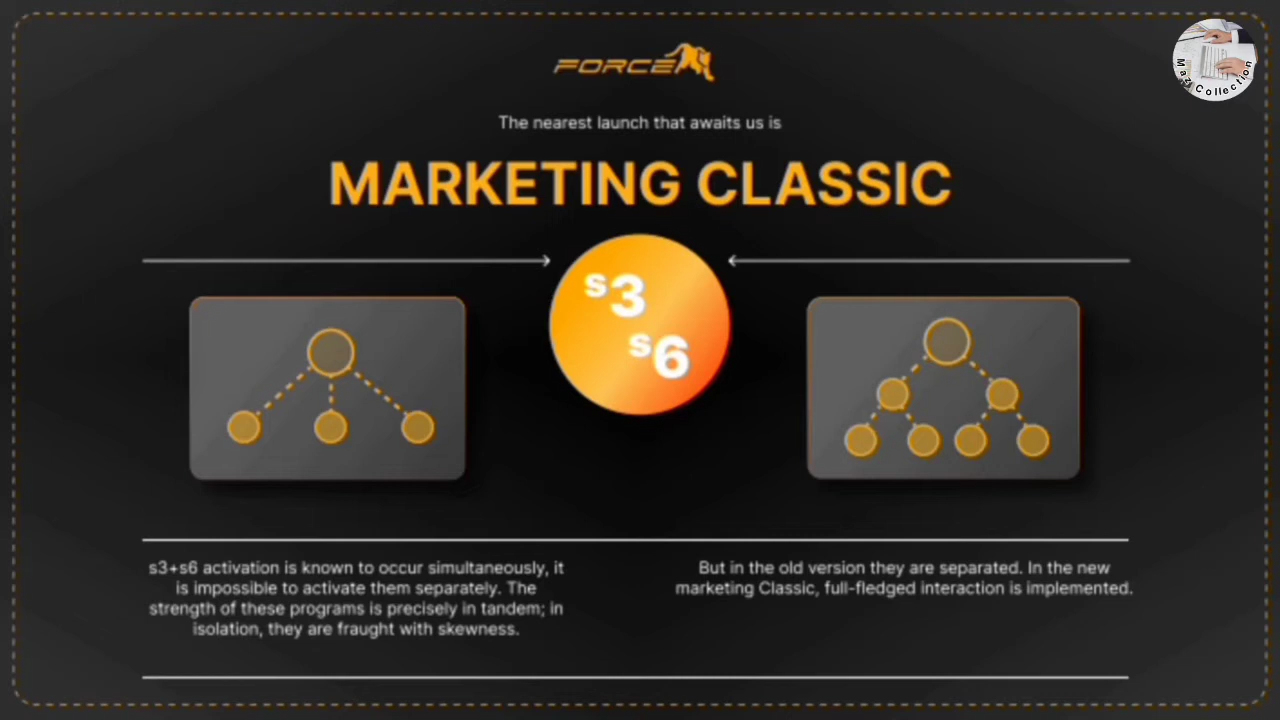 FORCE
MazCollection
The nearest launch that awaits us is
MARKETING CLASSIC
s3
s6
s3+s6 activation is known to occur simultaneously, it
is impossible to activate them separately. The
strength of these programs is precisely in tandem; in
isolation, they are fraught with skewness.
But in the old version they are separated. In the new
marketing Classic, full-fledged interaction is implemented.